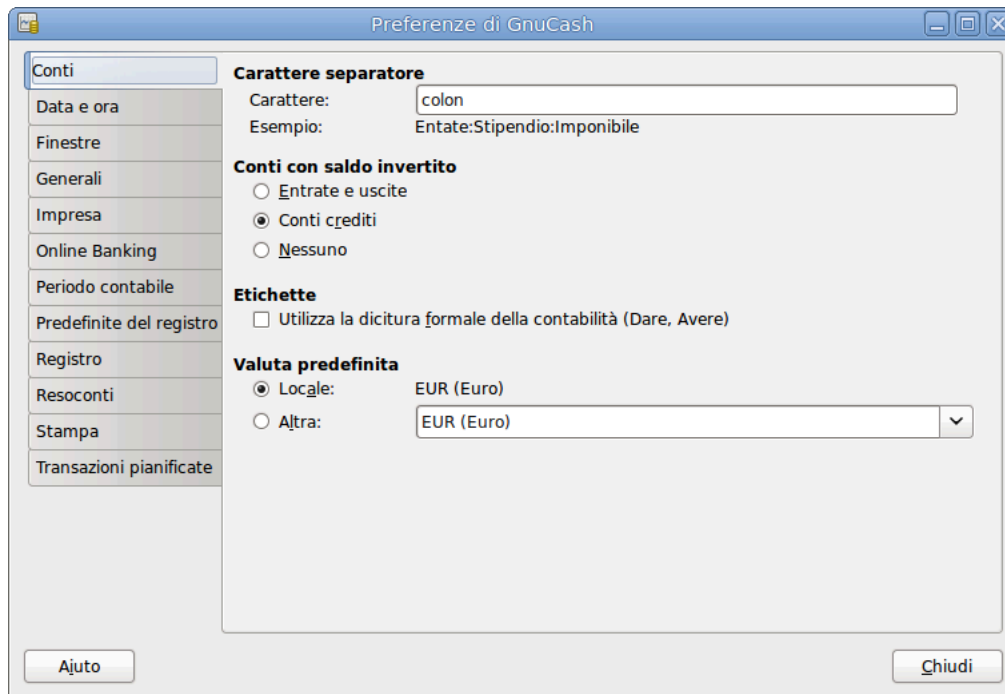 Preferenze di GnuCash
Conti
Data e ora
Finestre
Generali
Impresa
Online Banking
Periodo contabile
Predefinite del registro
Registro
Resoconti
Stampa
Transazioni pianificate
Carattere separatore
Carattere: colon
Esempio: Entate:Stipendio:Imponibile
Conti con saldo invertito
Entrate e uscite
Conti crediti
Nessuno
Etichette
Utilizza la dicitura formale della contabilità (Dare, Avere)
Valuta predefinita
Locale: EUR (Euro)
Altra: EUR (Euro)
Aiuto
Chiudi